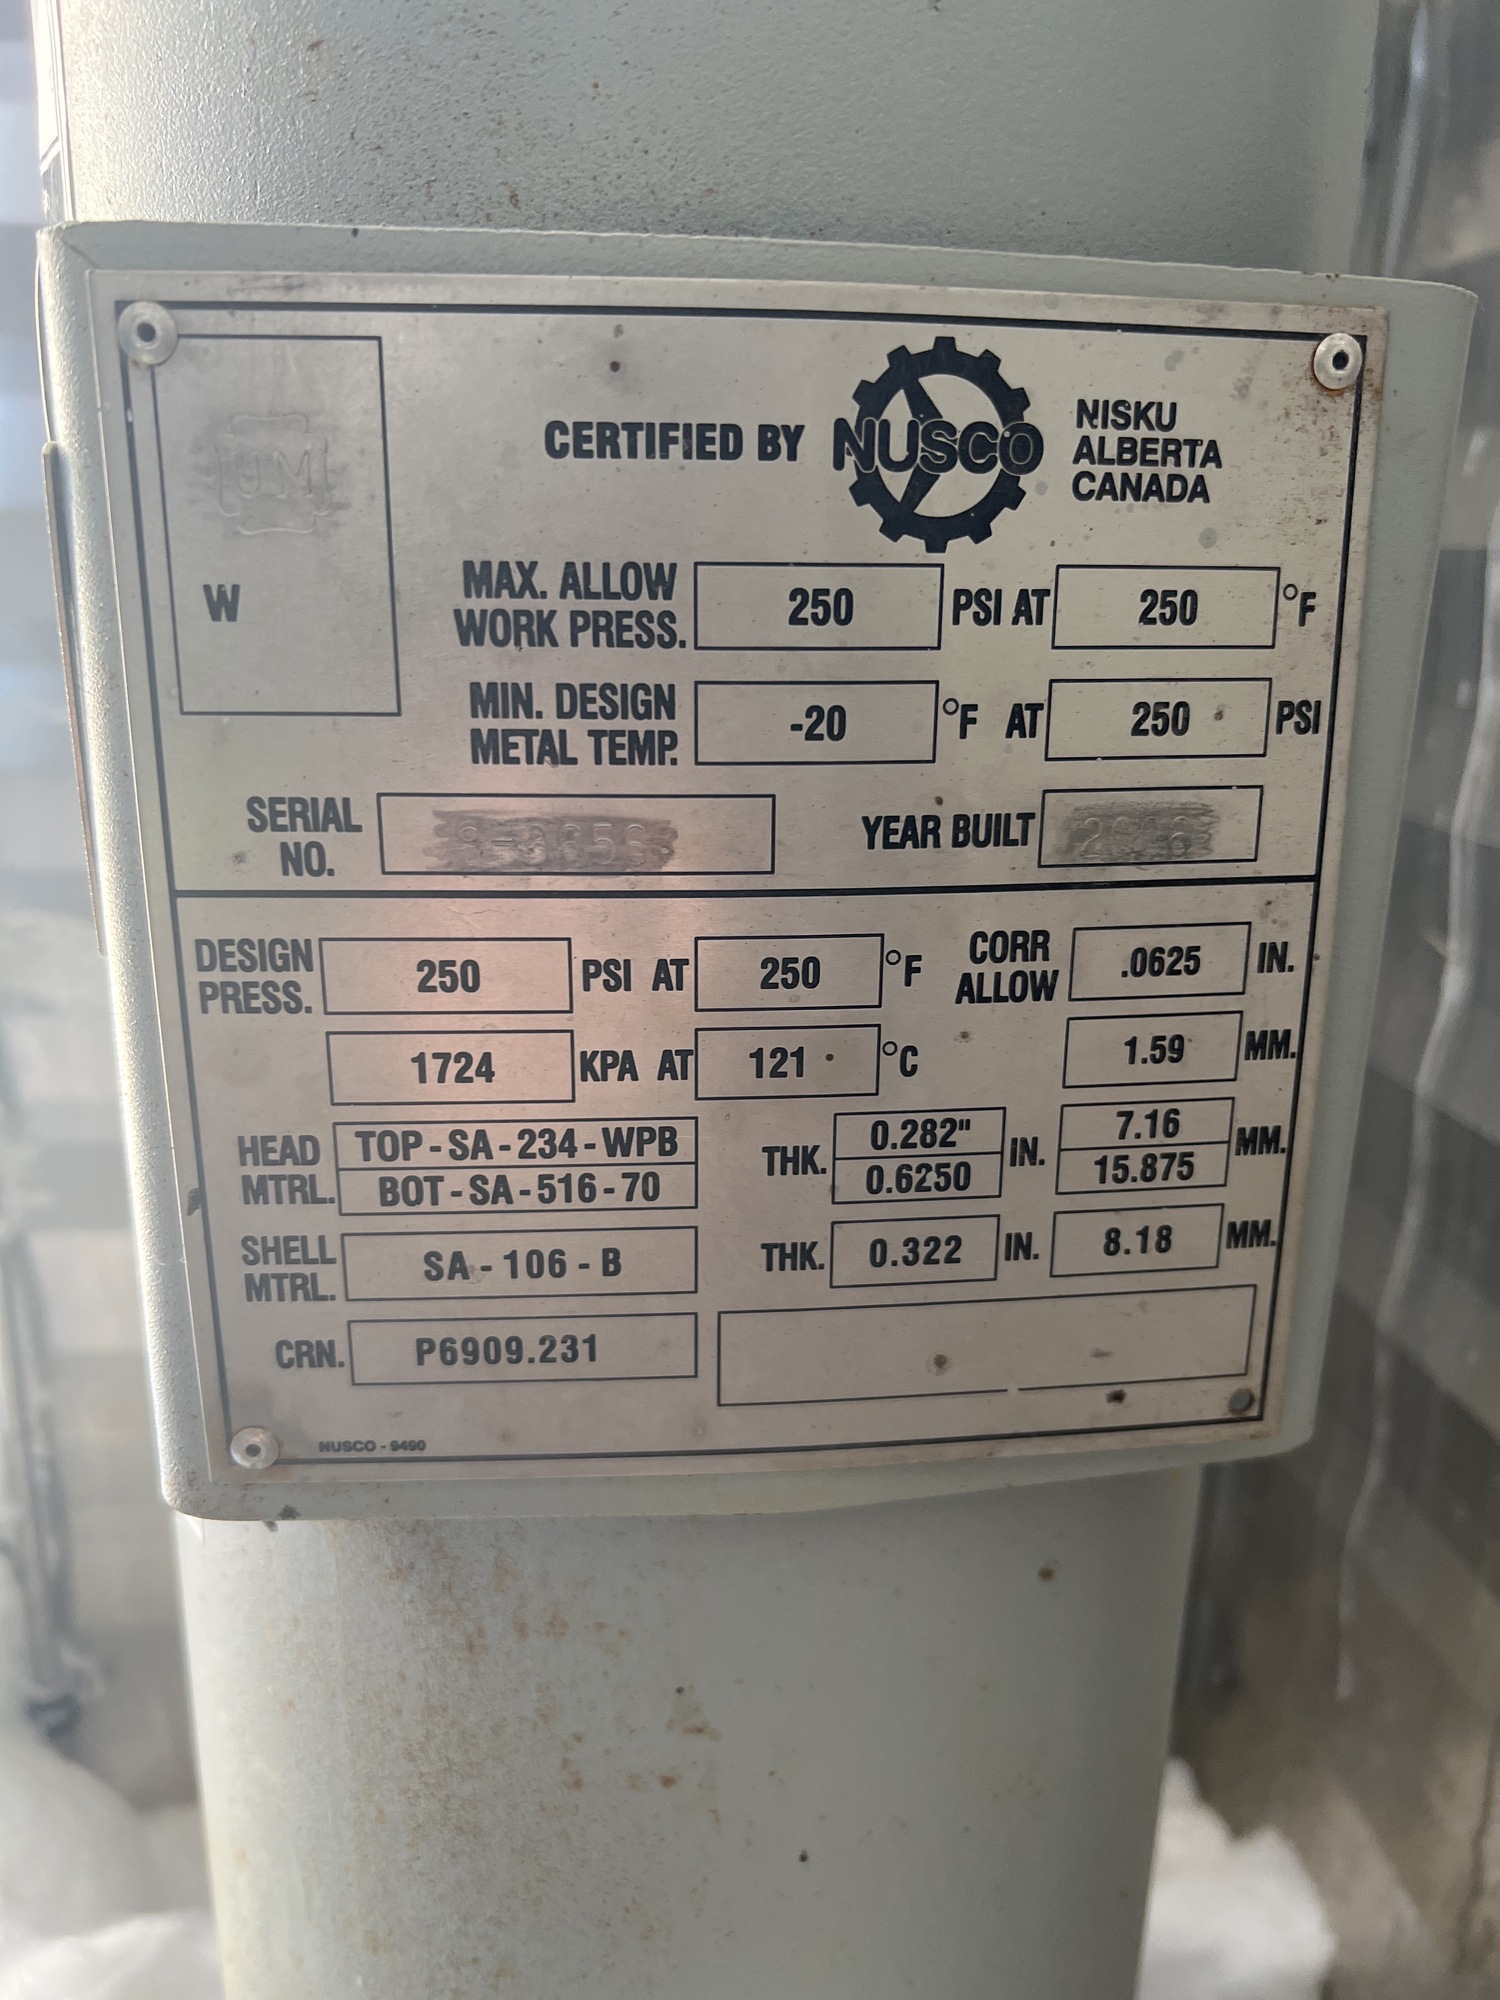 UM
W
CERTIFIED BY NUSCO
NISKU
ALBERTA
CANADA
MAX. ALLOW
WORK PRESS. 250 PSI AT 250 °F
MIN. DESIGN
METAL TEMP. -20 °F AT 250 PSI
SERIAL
NO.
YEAR BUILT
DESIGN
PRESS. 250 PSI AT 250 °F
CORR
ALLOW .0625 IN.
1724 KPA AT 121 °C 1.59 MM.
HEAD
MTRL.
TOP-SA-234-WPB
BOT-SA-516-70
THK.
0.282"
0.6250
IN.
7.16
15.875
MM.
SHELL
MTRL. SA-106-B THK. 0.322 IN. 8.18 MM.
CRN. P6909.231
NUSCO - 9490